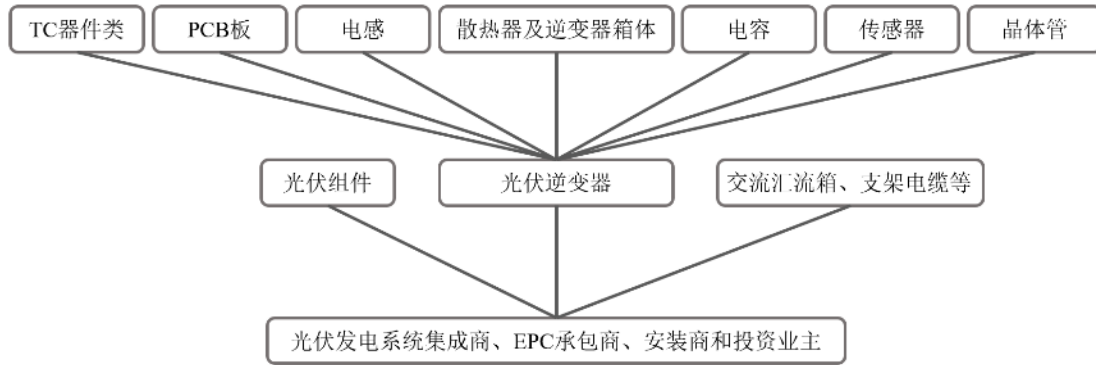 TC器件类
PCB板
电感
散热器及逆变器箱体
电容
传感器
晶体管
光伏组件
光伏逆变器
交流汇流箱、支架电缆等
光伏发电系统集成商、EPC承包商、安装商和投资业主